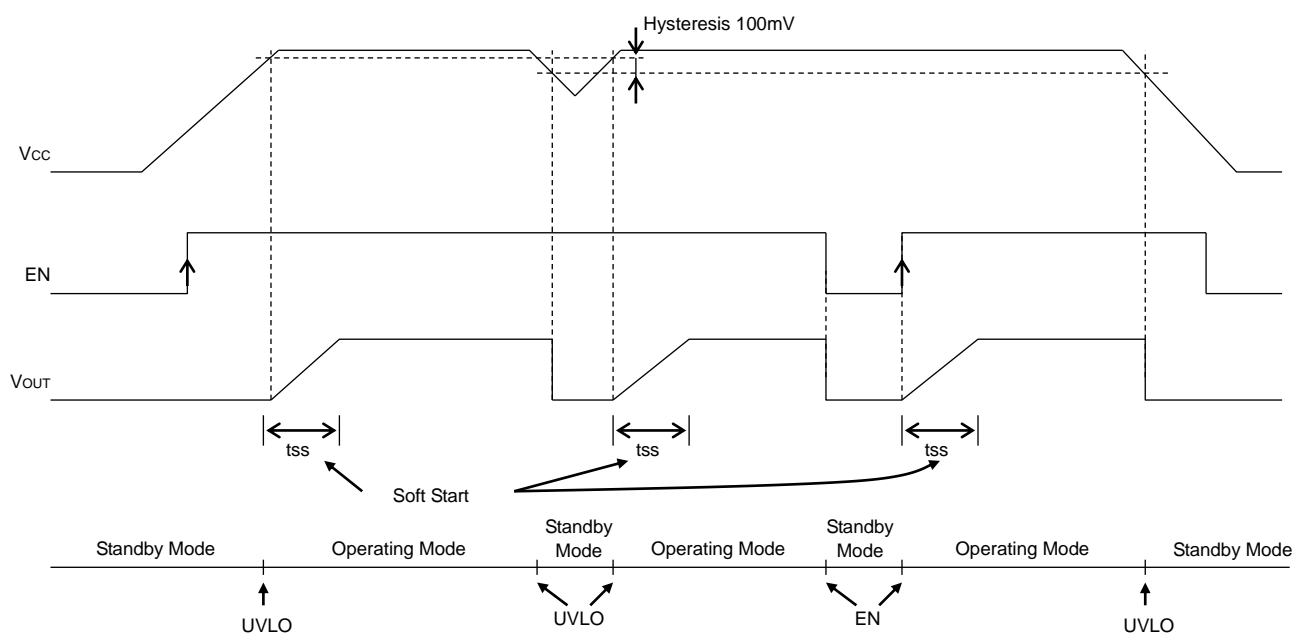 Hysteresis 100mV
VCC
EN
VOUT
tss
tss
tss
Soft Start
Standby Mode
Operating Mode
Standby
Mode
Operating Mode
Standby
Mode
Operating Mode
Standby Mode
UVLO
UVLO
EN
UVLO